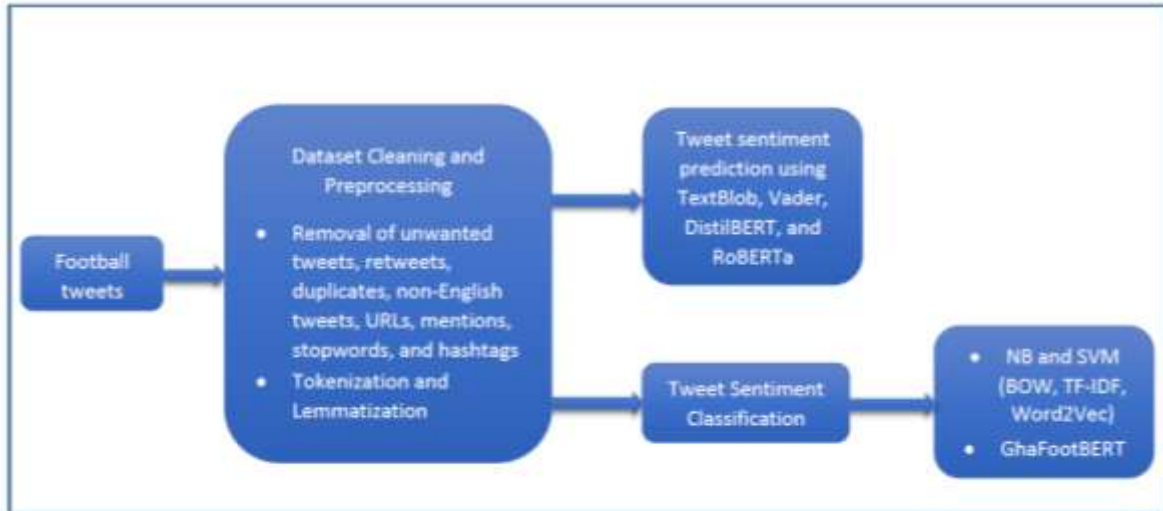 Football
tweets
Dataset Cleaning and
Preprocessing
• Removal of unwanted
tweets, retweets,
duplicates, non-English
tweets, URLs, mentions,
stopwords, and hashtags
• Tokenization and
Lemmatization
Tweet sentiment
prediction using
TextBlob, Vader,
DistilBERT, and
RoBERTa
Tweet Sentiment
Classification
• NB and SVM
(BOW, TF-IDF,
Word2Vec)
• GhaFootBERT